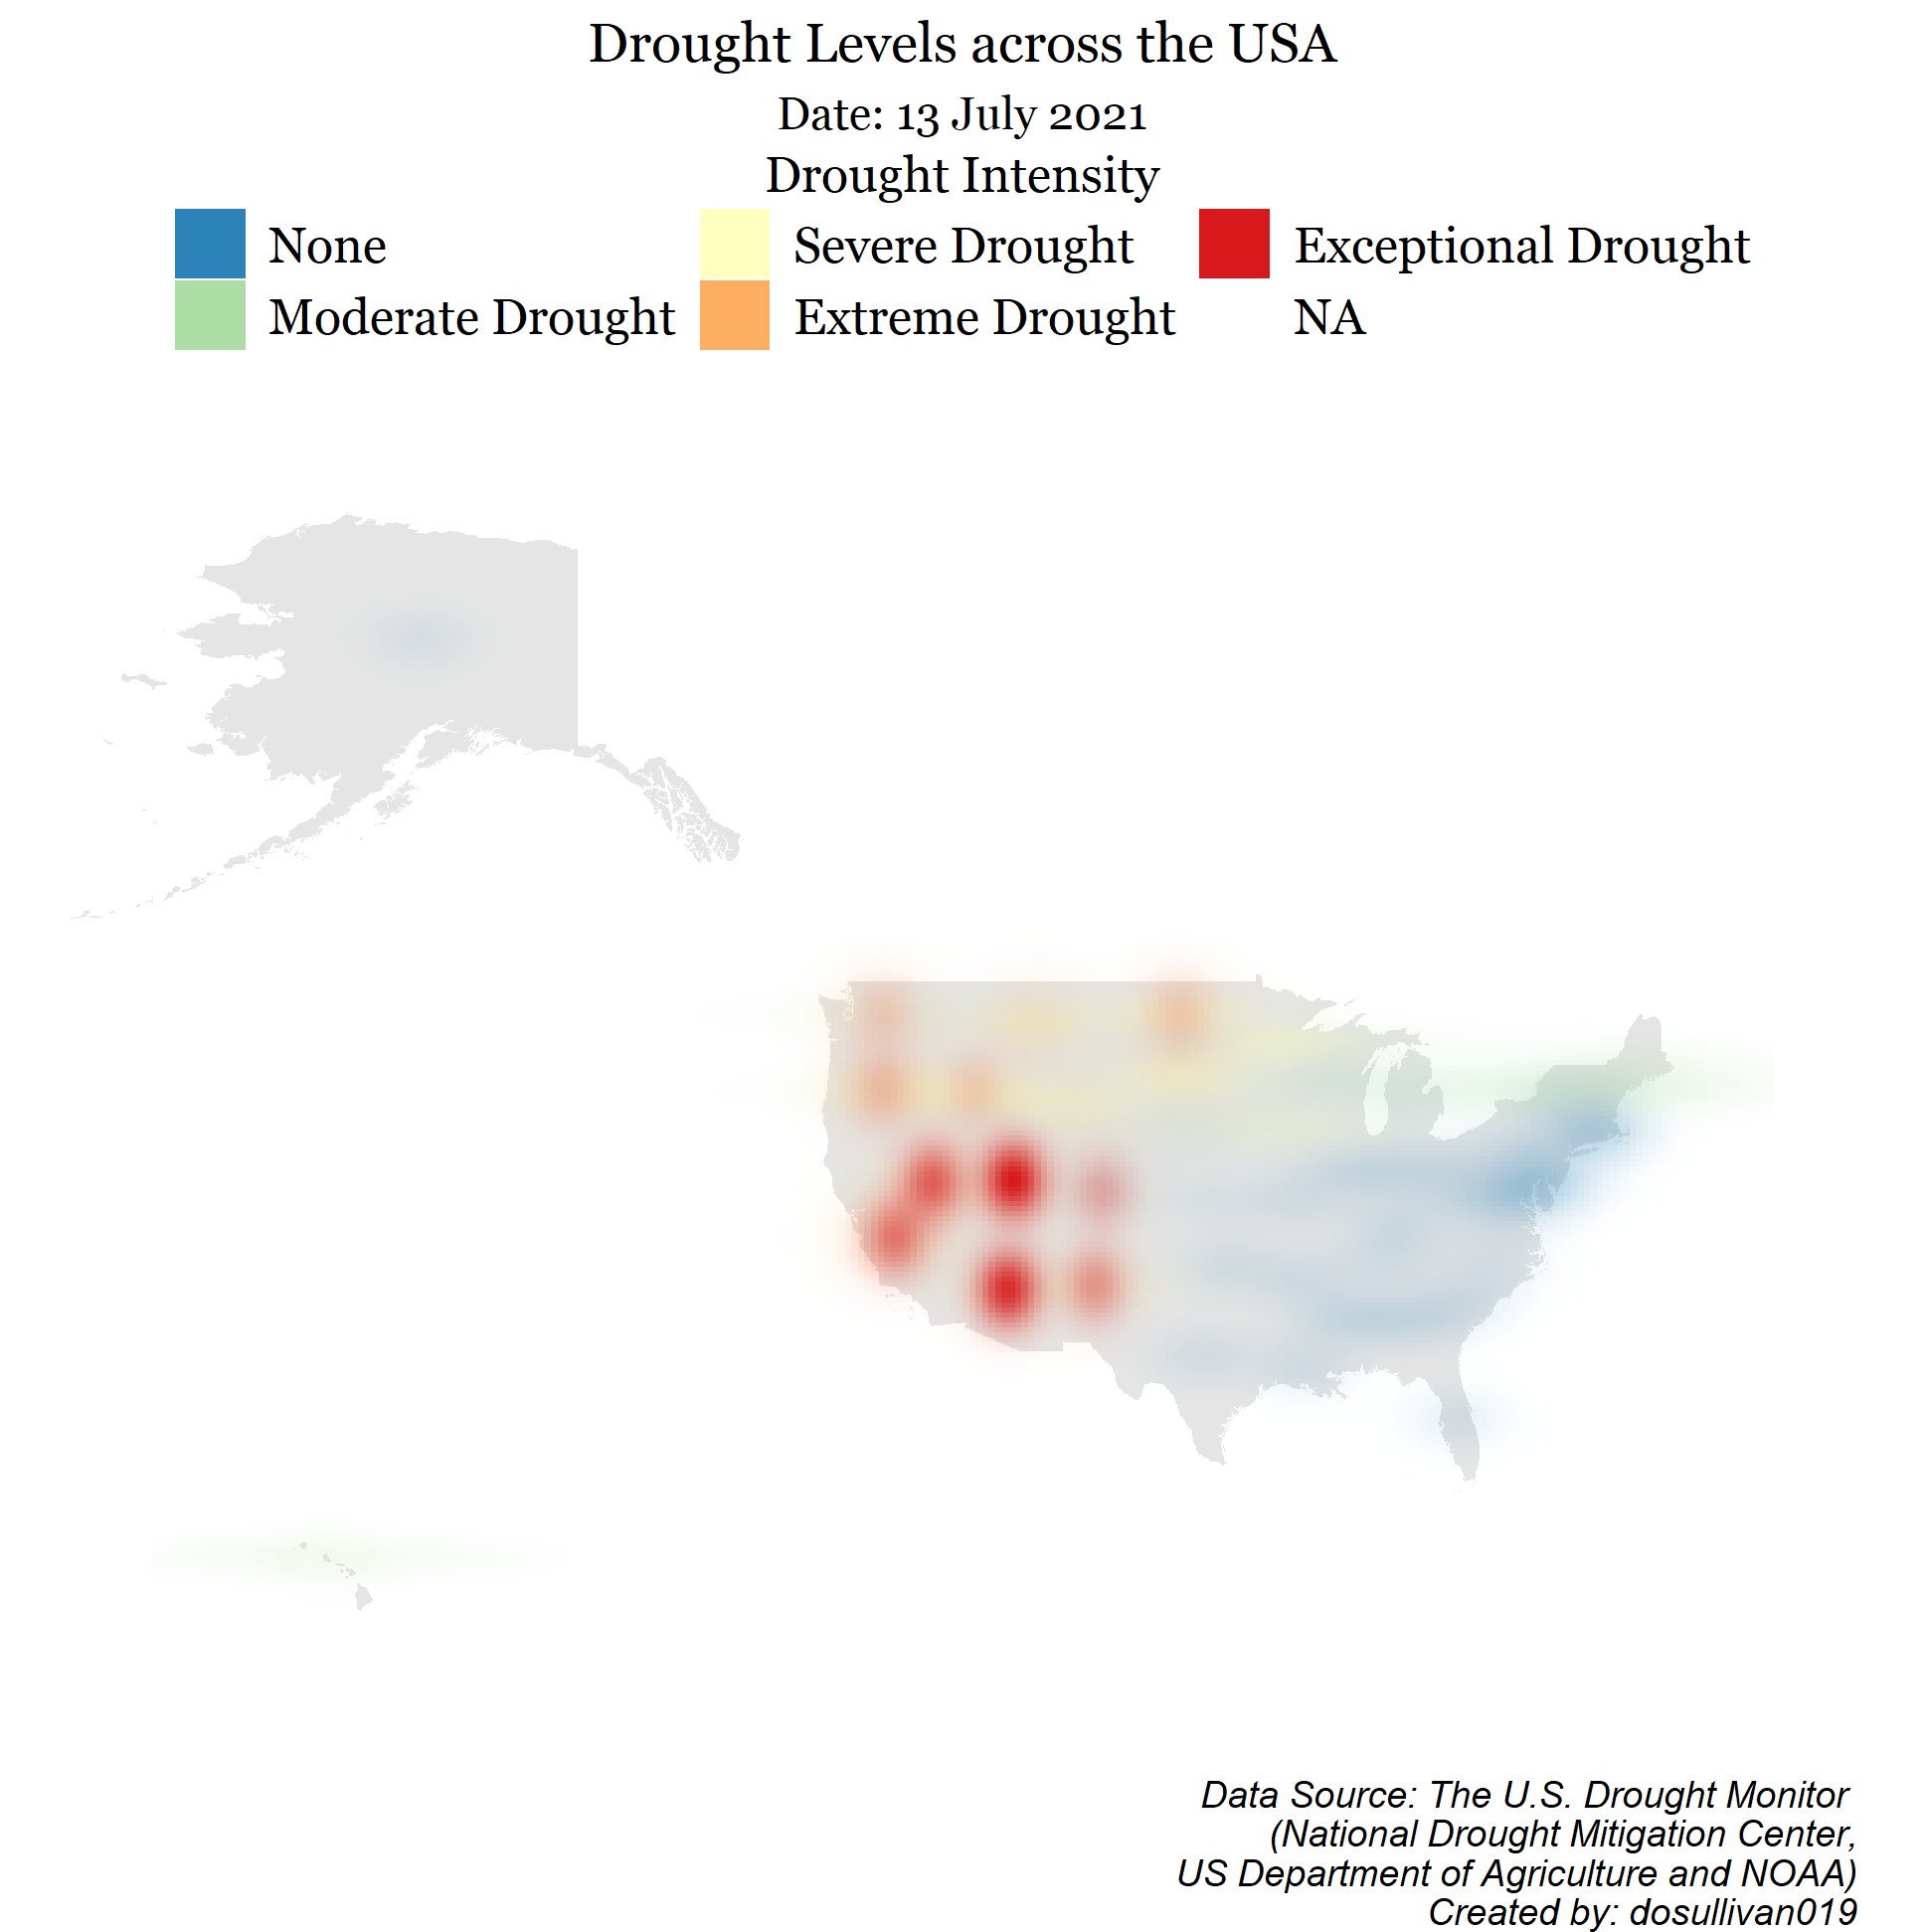 Drought Levels across the USA
Date: 13 July 2021
Drought Intensity
None
Severe Drought
Exceptional Drought
Moderate Drought
Extreme Drought
NA
Data Source: The U.S. Drought Monitor
(National Drought Mitigation Center,
US Department of Agriculture and NOAA)
Created by: dosullivan019